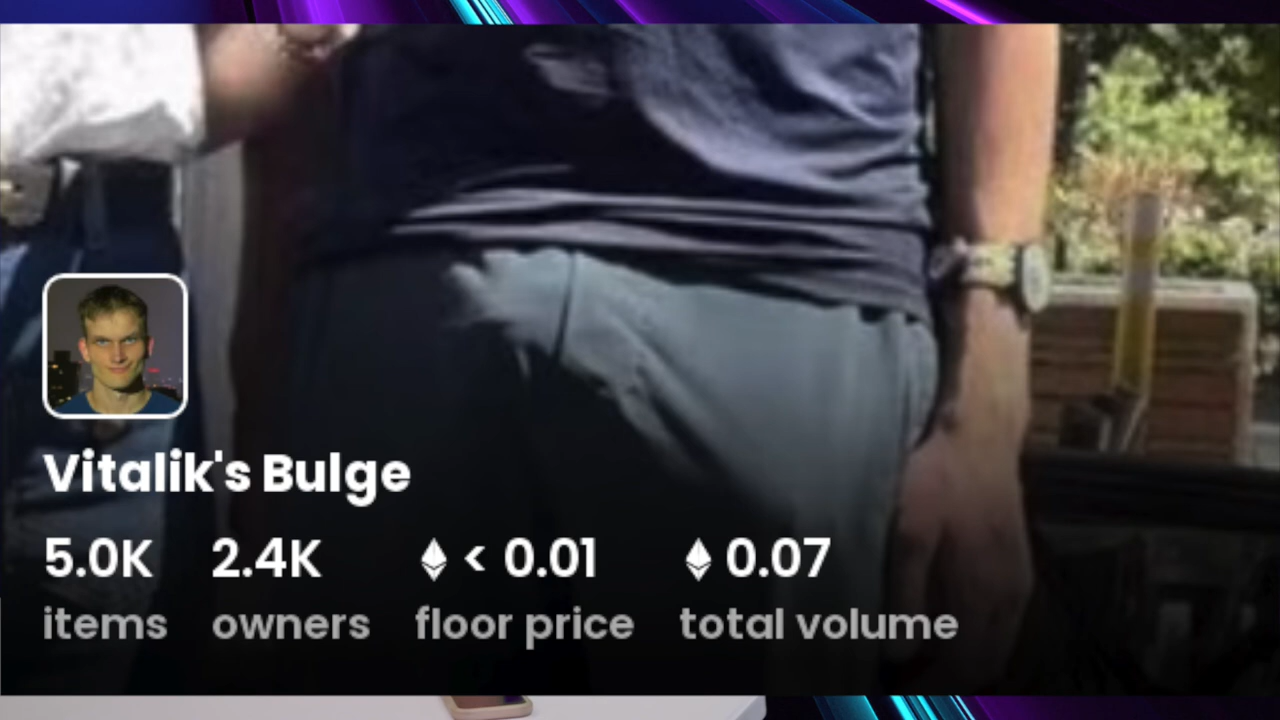 Vitalik's Bulge
5.0K 2.4K < 0.01 0.07
items owners floor price total volume